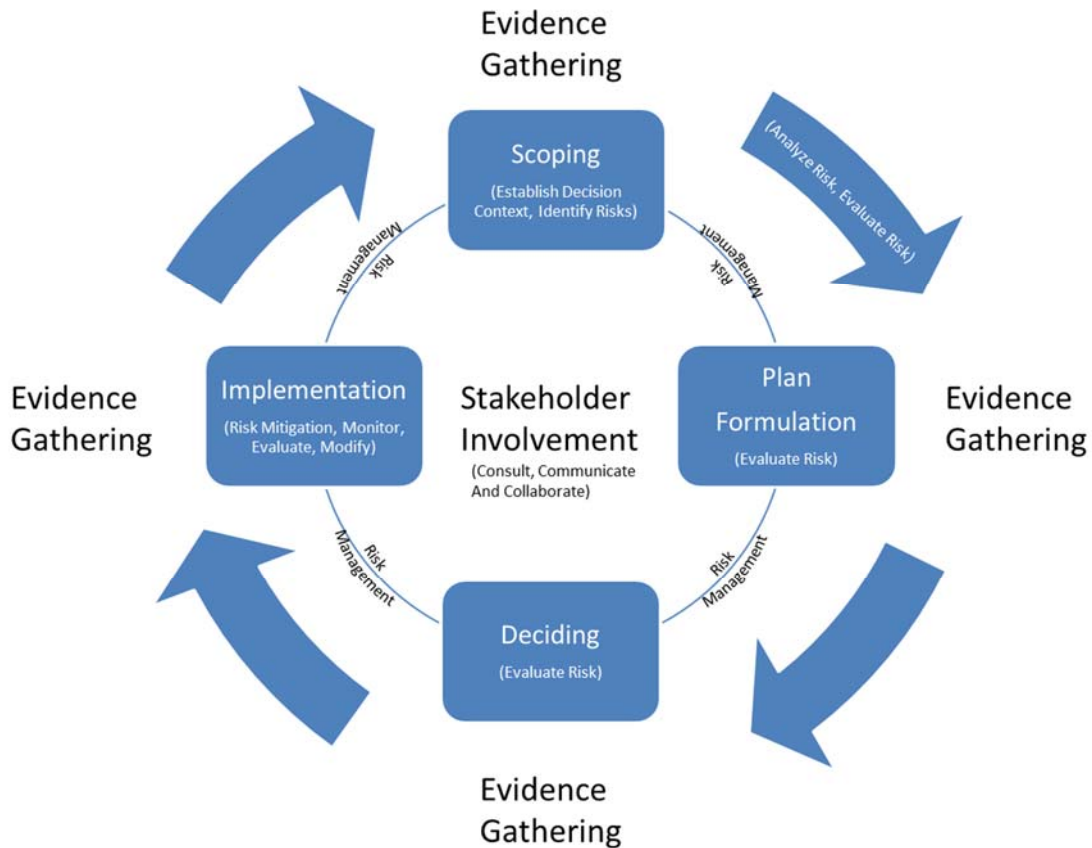 Evidence
Gathering
Scoping
(Establish Decision
Context, Identify Risks)
(Analyze Risk, Evaluate Risk)
Risk
Management
Risk
Management
Evidence
Gathering
Implementation
(Risk Mitigation, Monitor,
Evaluate, Modify)
Stakeholder
Involvement
(Consult, Communicate
And Collaborate)
Plan
Formulation
(Evaluate Risk)
Evidence
Gathering
Risk
Management
Risk
Management
Deciding
(Evaluate Risk)
Evidence
Gathering